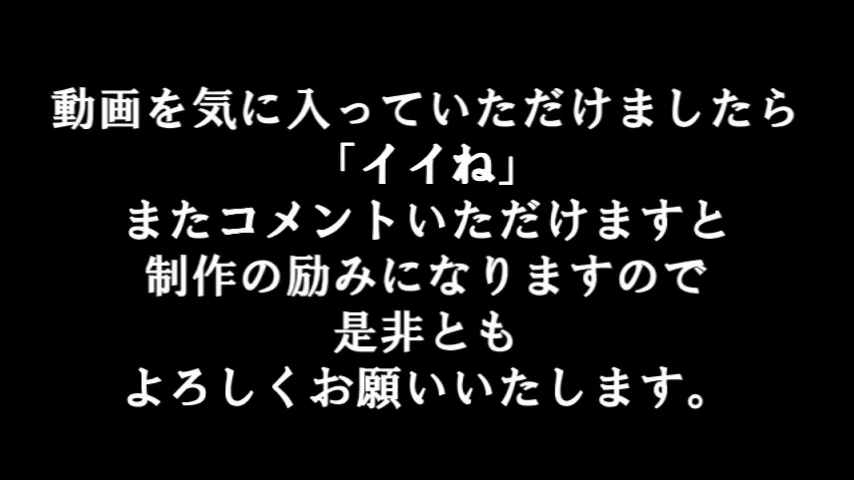 動画を気に入っていただけましたら
「イイね」
またコメントいただけますと
制作の励みになりますので
是非とも
よろしくお願いいたします。